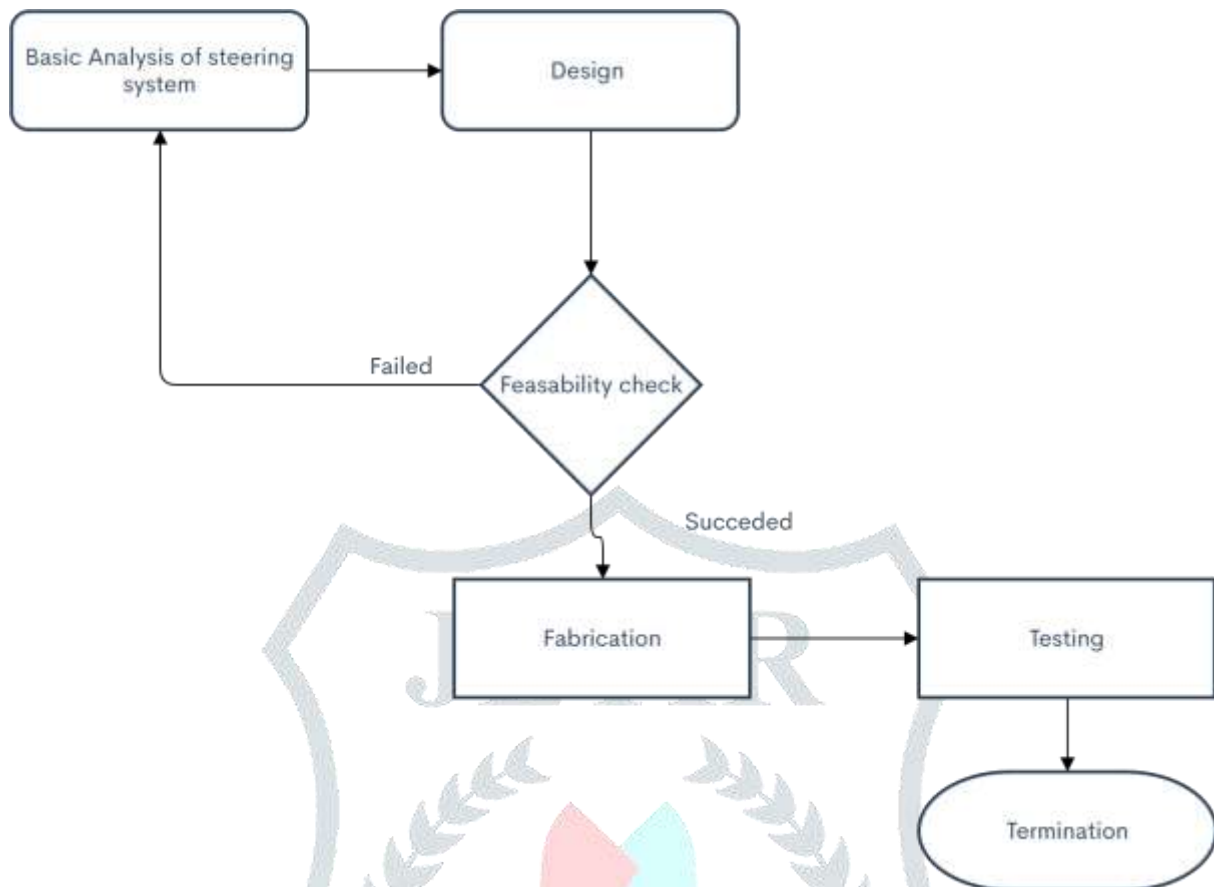 Basic Analysis of steering
system
Design
Failed
Feasability check
Succeded
Fabrication
Testing
Termination